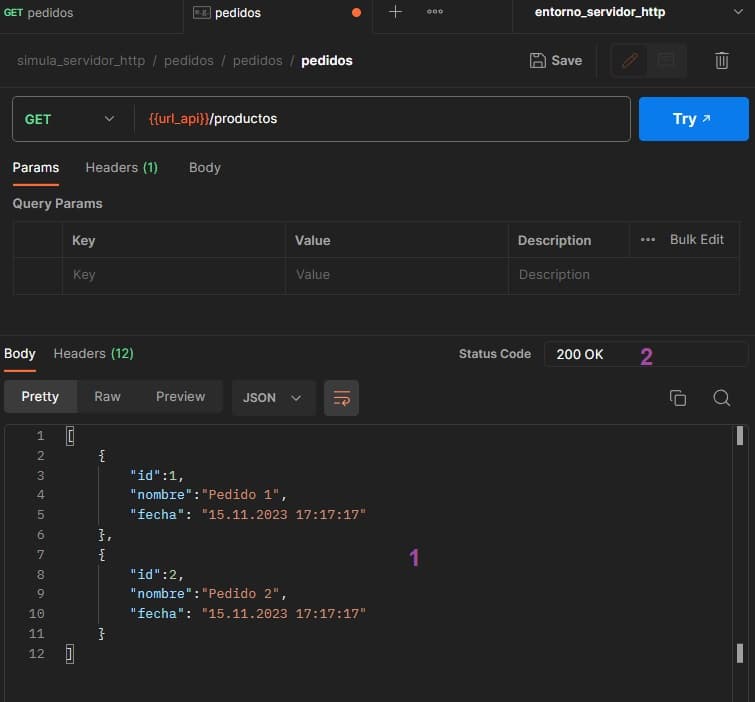 GET pedidos
e.g. pedidos
entorno_servidor_http
simula_servidor_http / pedidos / pedidos / pedidos
Save
GET
{{url_api}}/productos
Try
Params Headers (1) Body
Query Params
Key Value Description Bulk Edit
Key Value Description
Body Headers (12) Status Code 200 OK 2
Pretty Raw Preview JSON
1 [
2 {
3 "id":1,
4 "nombre":"Pedido 1",
5 "fecha": "15.11.2023 17:17:17"
6 },
7 {
1
8 "id":2,
9 "nombre":"Pedido 2",
10 "fecha": "15.11.2023 17:17:17"
11 }
12 ]